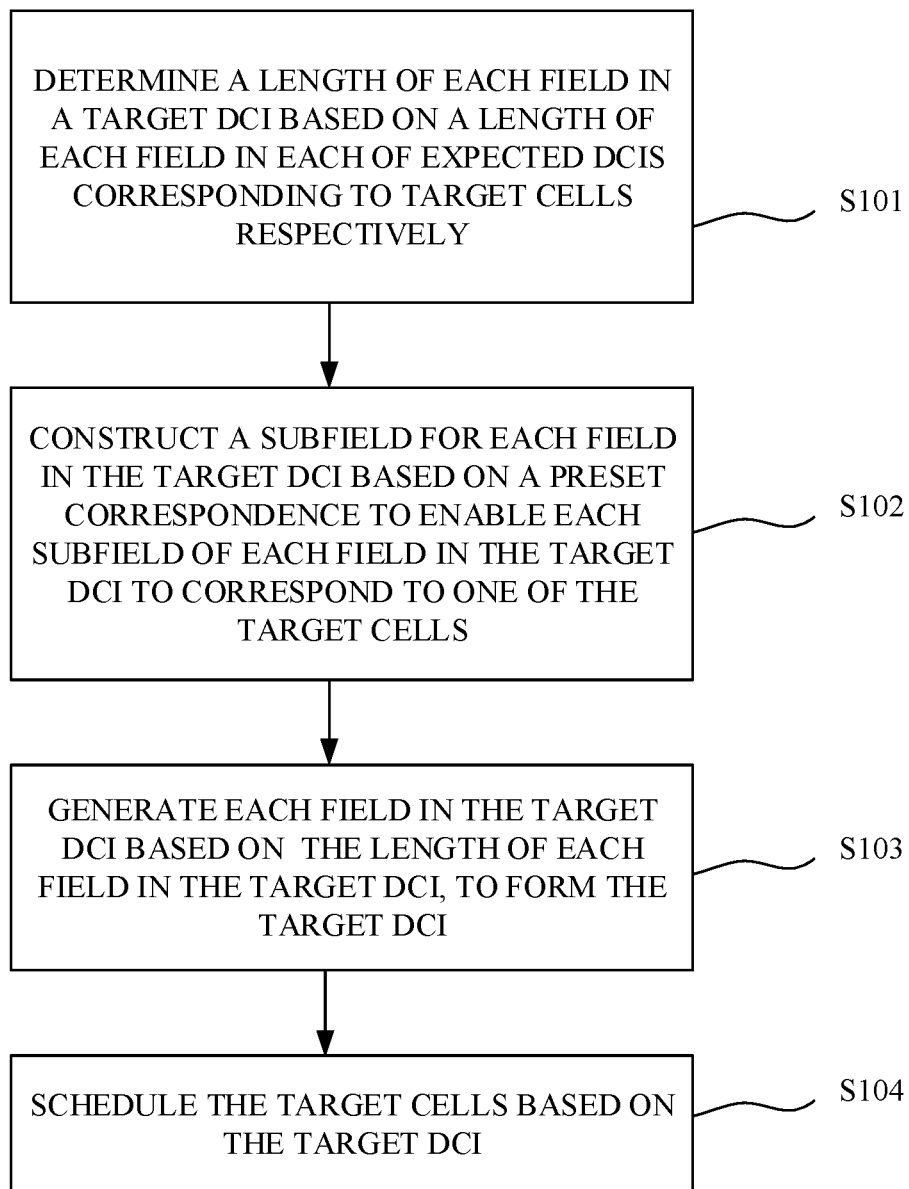 DETERMINE A LENGTH OF EACH FIELD IN
A TARGET DCI BASED ON A LENGTH OF
EACH FIELD IN EACH OF EXPECTED DCIS
CORRESPONDING TO TARGET CELLS
RESPECTIVELY
S101
CONSTRUCT A SUBFIELD FOR EACH FIELD
IN THE TARGET DCI BASED ON A PRESET
CORRESPONDENCE TO ENABLE EACH
SUBFIELD OF EACH FIELD IN THE TARGET
DCI TO CORRESPOND TO ONE OF THE
TARGET CELLS
S102
GENERATE EACH FIELD IN THE TARGET
DCI BASED ON THE LENGTH OF EACH
FIELD IN THE TARGET DCI, TO FORM THE
TARGET DCI
S103
SCHEDULE THE TARGET CELLS BASED ON
THE TARGET DCI
S104